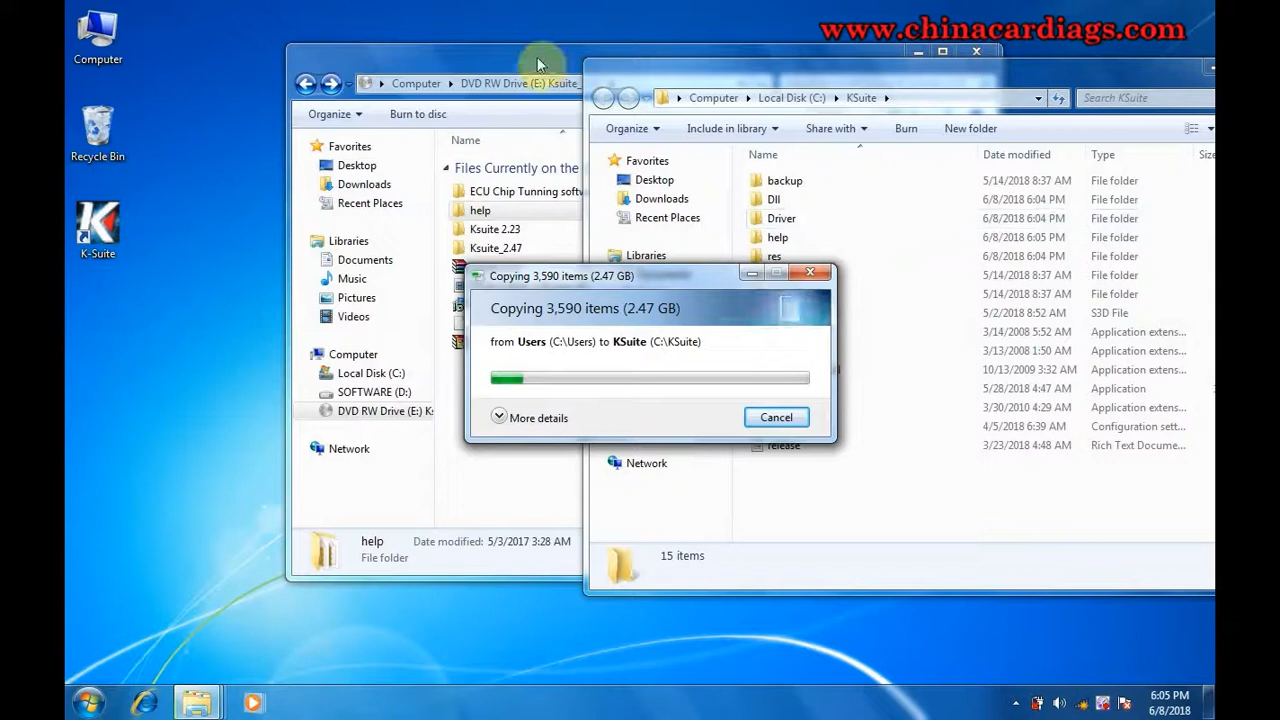 www.chinacardiags.com
Computer
Recycle Bin
K-Suite
Computer
DVD RW Drive (E:) Ksuite_
Organize
Burn to disc
Favorites
Desktop
Downloads
Recent Places
Libraries
Documents
Music
Pictures
Videos
Computer
Local Disk (C:)
SOFTWARE (D:)
DVD RW Drive (E:) K
Network
Name
Files Currently on the
ECU Chip Tunning softw
help
Ksuite 2.23
Ksuite_2.47
help
Date modified: 5/3/2017 3:28 AM
File folder
Computer
Local Disk (C:)
KSuite
Search KSuite
Organize
Include in library
Share with
Burn
New folder
Favorites
Desktop
Downloads
Recent Places
Libraries
Network
Name Date modified Type Siz
backup 5/14/2018 8:37 AM File folder
Dll 6/8/2018 6:04 PM File folder
Driver 6/8/2018 6:04 PM File folder
help 6/8/2018 6:05 PM File folder
res 6/8/2018 6:04 PM File folder
5/14/2018 8:37 AM File folder
5/14/2018 8:37 AM File folder
5/2/2018 8:52 AM S3D File
3/14/2008 5:52 AM Application extens...
3/13/2008 1:50 AM Application extens...
10/13/2009 3:32 AM Application extens...
5/28/2018 4:47 AM Application
3/30/2010 4:29 AM Application extens...
4/5/2018 6:39 AM Configuration sett...
release 3/23/2018 4:48 AM Rich Text Docume...
15 items
Copying 3,590 items (2.47 GB)
Copying 3,590 items (2.47 GB)
from Users (C:\Users) to KSuite (C:\KSuite)
More details
Cancel
6:05 PM
6/8/2018